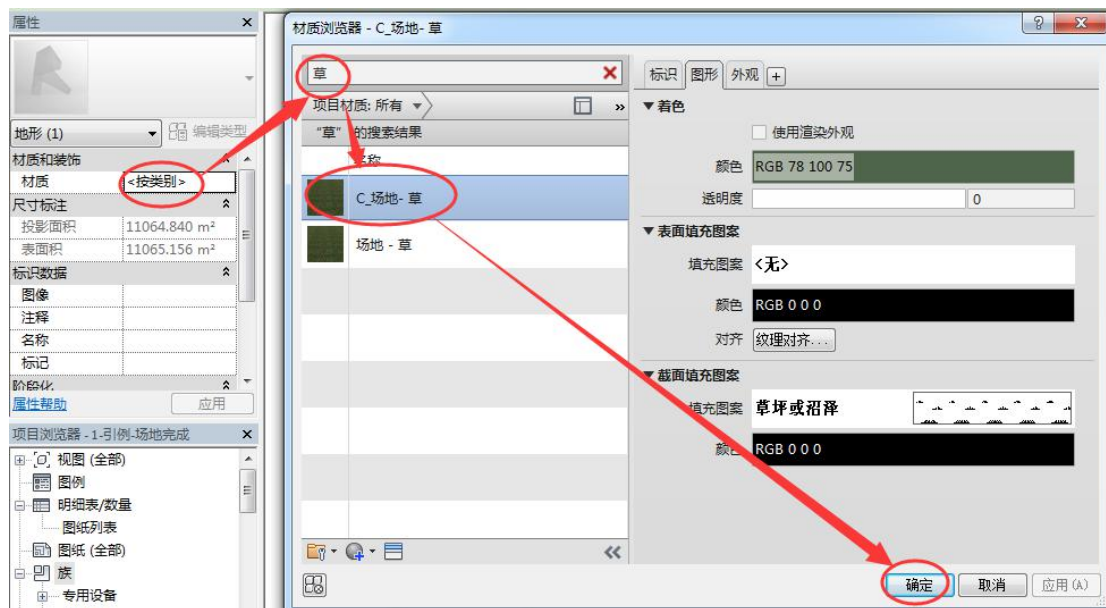 属性
地形 (1)
编辑类型
材质和装饰
材质
<按类别>
尺寸标注
投影面积
11064.840 m²
表面积
11065.156 m²
标识数据
图像
注释
名称
标记
阶段化
属性帮助
应用
项目浏览器 - 1-引例-场地完成
视图 (全部)
图例
明细表/数量
图纸列表
图纸 (全部)
族
专用设备
材质浏览器 - C_场地- 草
草
项目材质: 所有
“草” 的搜索结果
名称
C_场地- 草
场地 - 草
标识
图形
外观
着色
使用渲染外观
颜色
RGB 78 100 75
透明度
0
表面填充图案
填充图案
<无>
颜色
RGB 0 0 0
对齐
纹理对齐...
截面填充图案
填充图案
草坪或沼泽
颜色
RGB 0 0 0
确定
取消
应用(A)